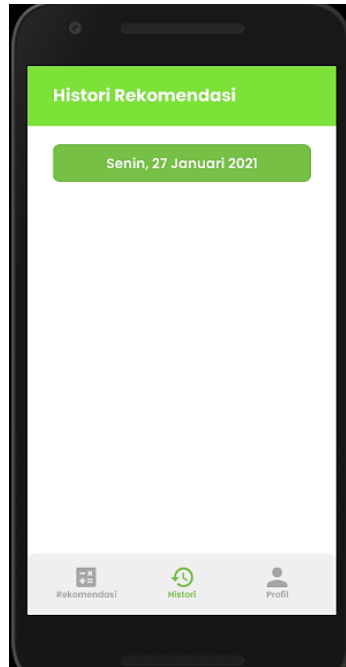 Histori Rekomendasi
Senin, 27 Januari 2021
Rekomendasi
Histori
Profil